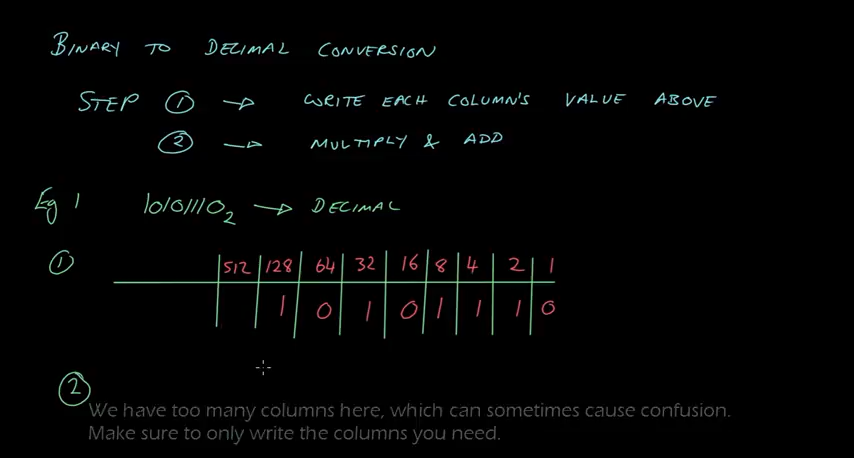 BINARY TO DECIMAL CONVERSION
STEP ① → WRITE EACH COLUMN'S VALUE ABOVE
② → MULTIPLY & ADD
Eg 1 10101110₂ → DECIMAL
① 512 128 64 32 16 8 4 2 1
1 0 1 0 1 1 1 0
②
We have too many columns here, which can sometimes cause confusion.
Make sure to only write the columns you need.